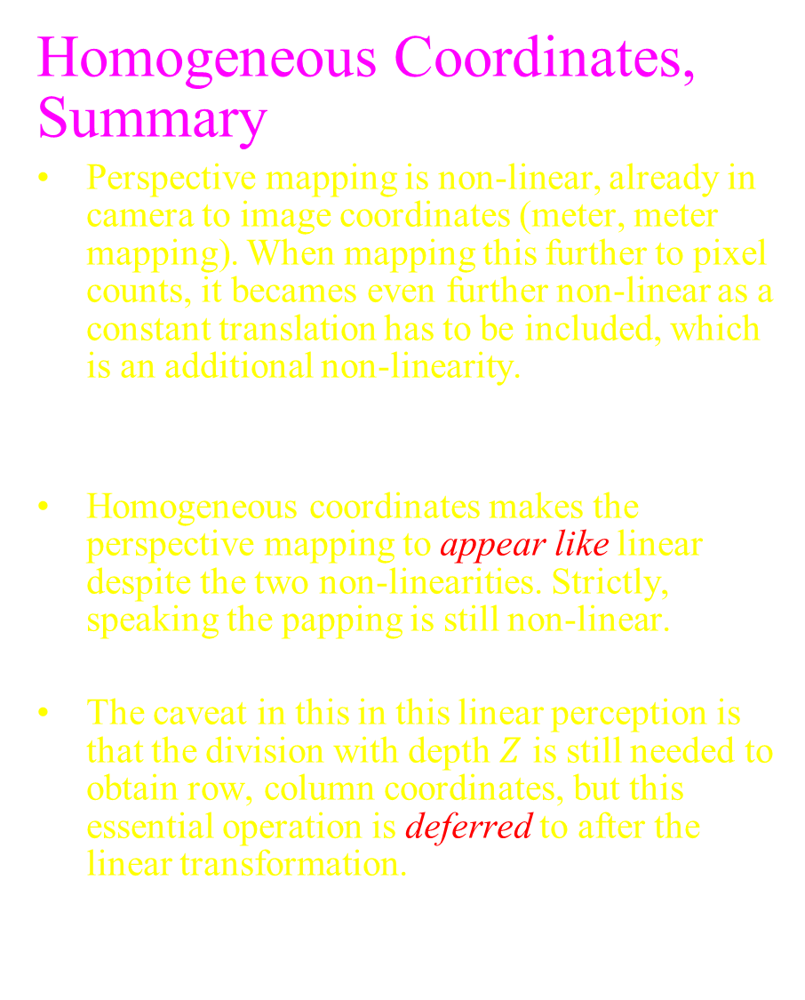 Homogeneous Coordinates,
Summary
• Perspective mapping is non-linear, already in
camera to image coordinates (meter, meter
mapping). When mapping this further to pixel
counts, it becames even further non-linear as a
constant translation has to be included, which
is an additional non-linearity.
• Homogeneous coordinates makes the
perspective mapping to appear like linear
despite the two non-linearities. Strictly,
speaking the papping is still non-linear.
• The caveat in this in this linear perception is
that the division with depth Z is still needed to
obtain row, column coordinates, but this
essential operation is deferred to after the
linear transformation.